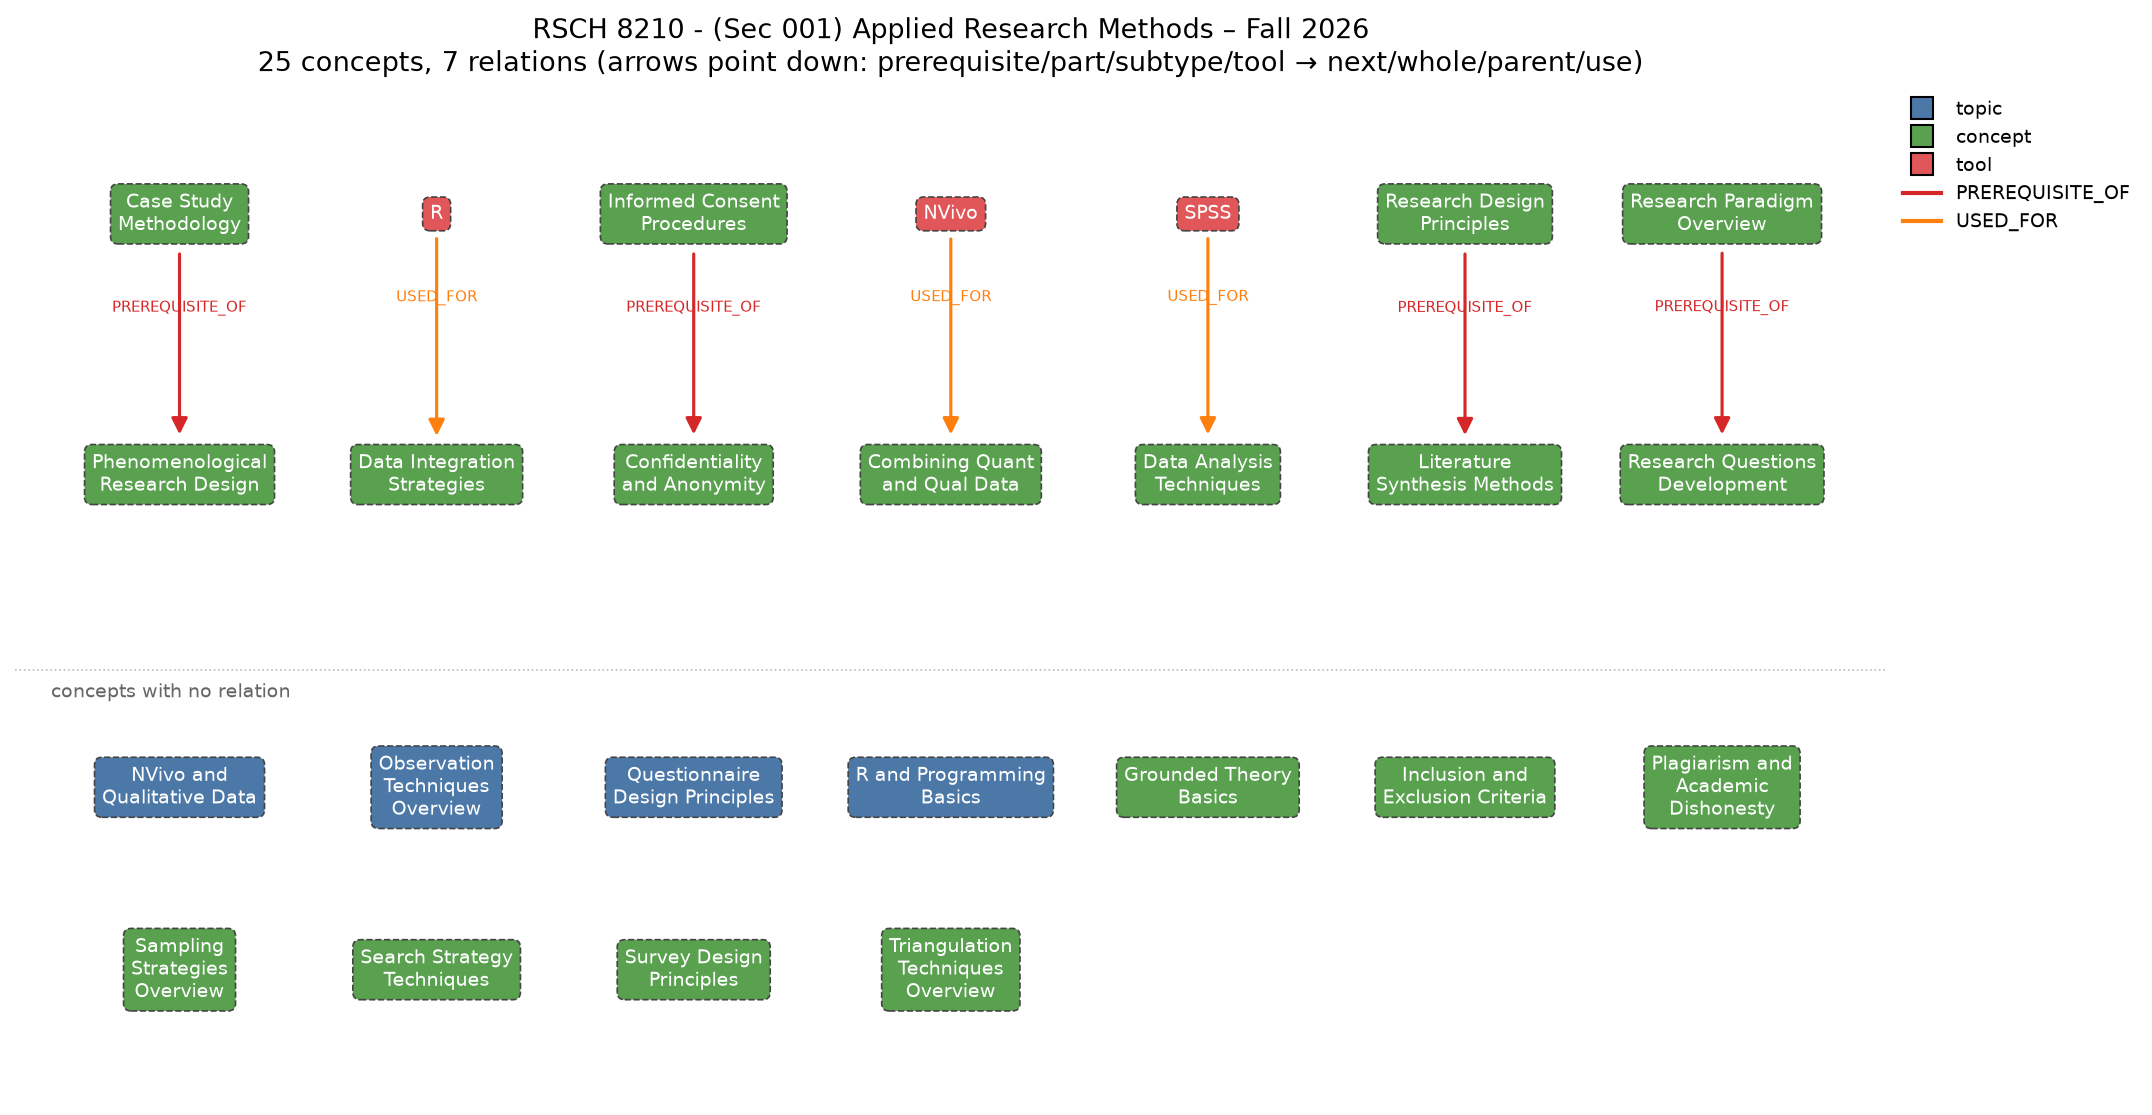 RSCH 8210 - (Sec 001) Applied Research Methods – Fall 2026
25 concepts, 7 relations (arrows point down: prerequisite/part/subtype/tool → next/whole/parent/use)
topic
concept
tool
PREREQUISITE_OF
USED_FOR
Case Study
Methodology
R
Informed Consent
Procedures
NVivo
SPSS
Research Design
Principles
Research Paradigm
Overview
PREREQUISITE_OF
USED_FOR
PREREQUISITE_OF
USED_FOR
USED_FOR
PREREQUISITE_OF
PREREQUISITE_OF
Phenomenological
Research Design
Data Integration
Strategies
Confidentiality
and Anonymity
Combining Quant
and Qual Data
Data Analysis
Techniques
Literature
Synthesis Methods
Research Questions
Development
concepts with no relation
NVivo and
Qualitative Data
Observation
Techniques
Overview
Questionnaire
Design Principles
R and Programming
Basics
Grounded Theory
Basics
Inclusion and
Exclusion Criteria
Plagiarism and
Academic
Dishonesty
Sampling
Strategies
Overview
Search Strategy
Techniques
Survey Design
Principles
Triangulation
Techniques
Overview